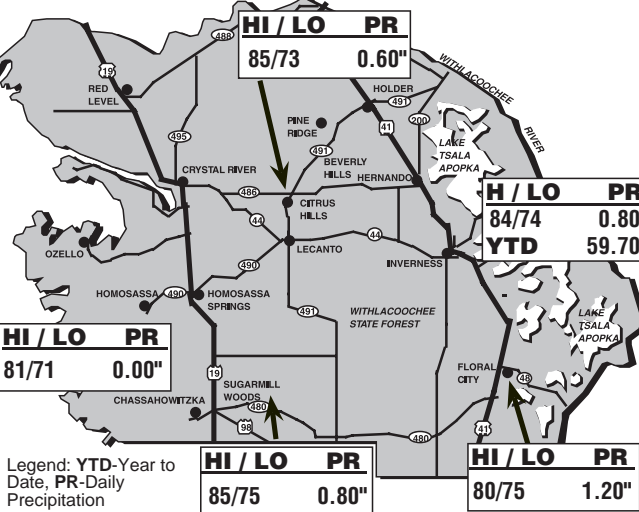 HI / LO PR
85/73 0.60"
488
WITHLACOOCHEE
RIVER
19
RED
LEVEL
HOLDER
491
200
41
PINE
RIDGE
495
491
LAKE
TSALA
APOPKA
BEVERLY
HILLS
HERNANDO
CRYSTAL RIVER
486
CITRUS
HILLS
H / LO PR
84/74 0.80
YTD 59.70
44
44
OZELLO
LECANTO
INVERNESS
490
HOMOSASSA
490
HOMOSASSA
SPRINGS
491
WITHLACOOCHEE
STATE FOREST
LAKE
TSALA
APOPKA
HI / LO PR
81/71 0.00"
19
FLORAL
CITY
48
SUGARMILL
WOODS
CHASSAHOWITZKA
480
98
480
41
Legend: YTD-Year to
Date, PR-Daily
Precipitation
HI / LO PR
85/75 0.80"
HI / LO PR
80/75 1.20"